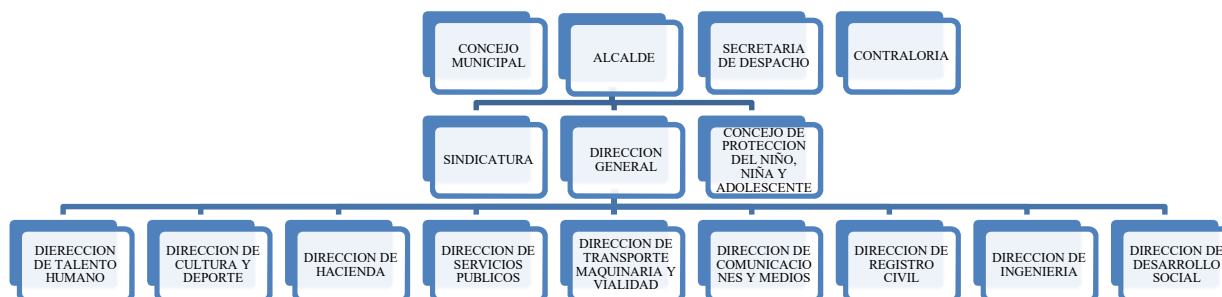 CONCEJO
MUNICIPAL
ALCALDE
SECRETARIA
DE DESPACHO
CONTRALORIA
SINDICATURA
DIRECCION
GENERAL
CONCEJO DE
PROTECCION
DEL NIÑO,
NIÑA Y
ADOLESCENTE
DIERECCION
DE TALENTO
HUMANO
DIRECCION DE
CULTURA Y
DEPORTE
DIRECCION DE
HACIENDA
DIRECCION DE
SERVICIOS
PUBLICOS
DIRECCION DE
TRANSPORTE
MAQUINARIA Y
VIALIDAD
DIRECCION DE
COMUNICACIO
NES Y MEDIOS
DIRECCION DE
REGISTRO
CIVIL
DIRECCION DE
INGENIERIA
DIRECCION DE
DESARROLLO
SOCIAL